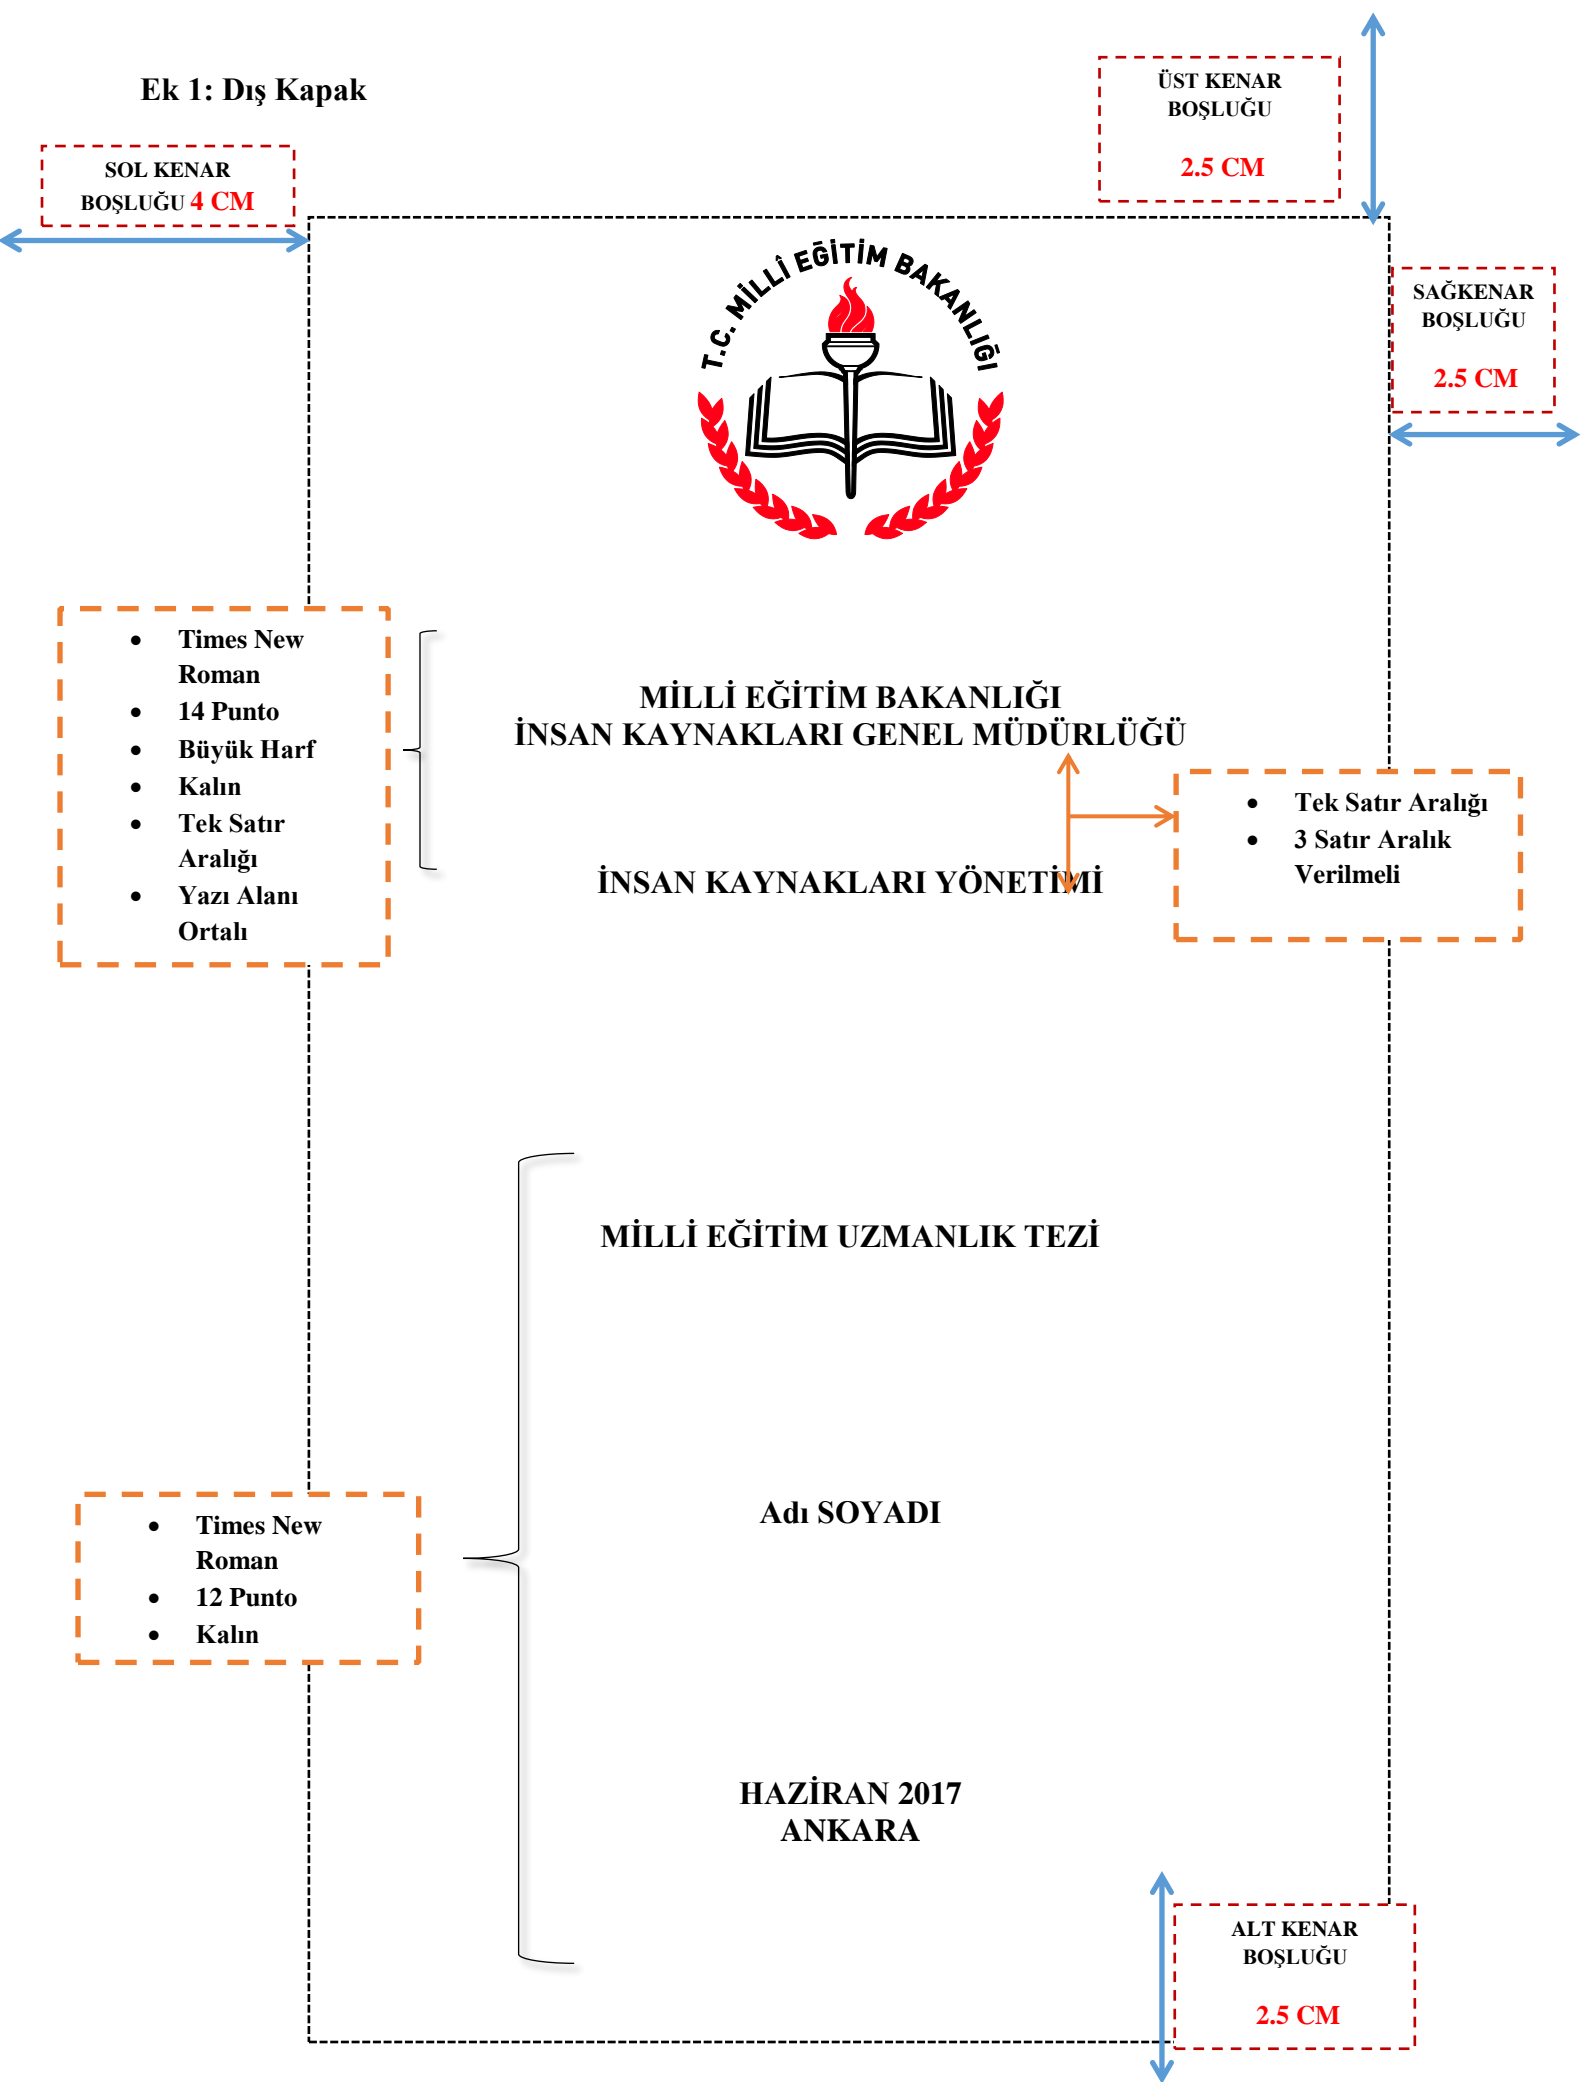 Ek 1: Dış Kapak
ÜST KENAR
BOŞLUĞU
2.5 CM
SOL KENAR
BOŞLUĞU 4 CM
T.C. MİLLÎ EĞİTİM BAKANLIĞI
SAĞKENAR
BOŞLUĞU
2.5 CM
• Times New
Roman
• 14 Punto
• Büyük Harf
• Kalın
• Tek Satır
Aralığı
• Yazı Alanı
Ortalı
MİLLİ EĞİTİM BAKANLIĞI
İNSAN KAYNAKLARI GENEL MÜDÜRLÜĞÜ
• Tek Satır Aralığı
• 3 Satır Aralık
Verilmeli
İNSAN KAYNAKLARI YÖNETİMİ
MİLLİ EĞİTİM UZMANLIK TEZİ
• Times New
Roman
• 12 Punto
• Kalın
Adı SOYADI
HAZİRAN 2017
ANKARA
ALT KENAR
BOŞLUĞU
2.5 CM